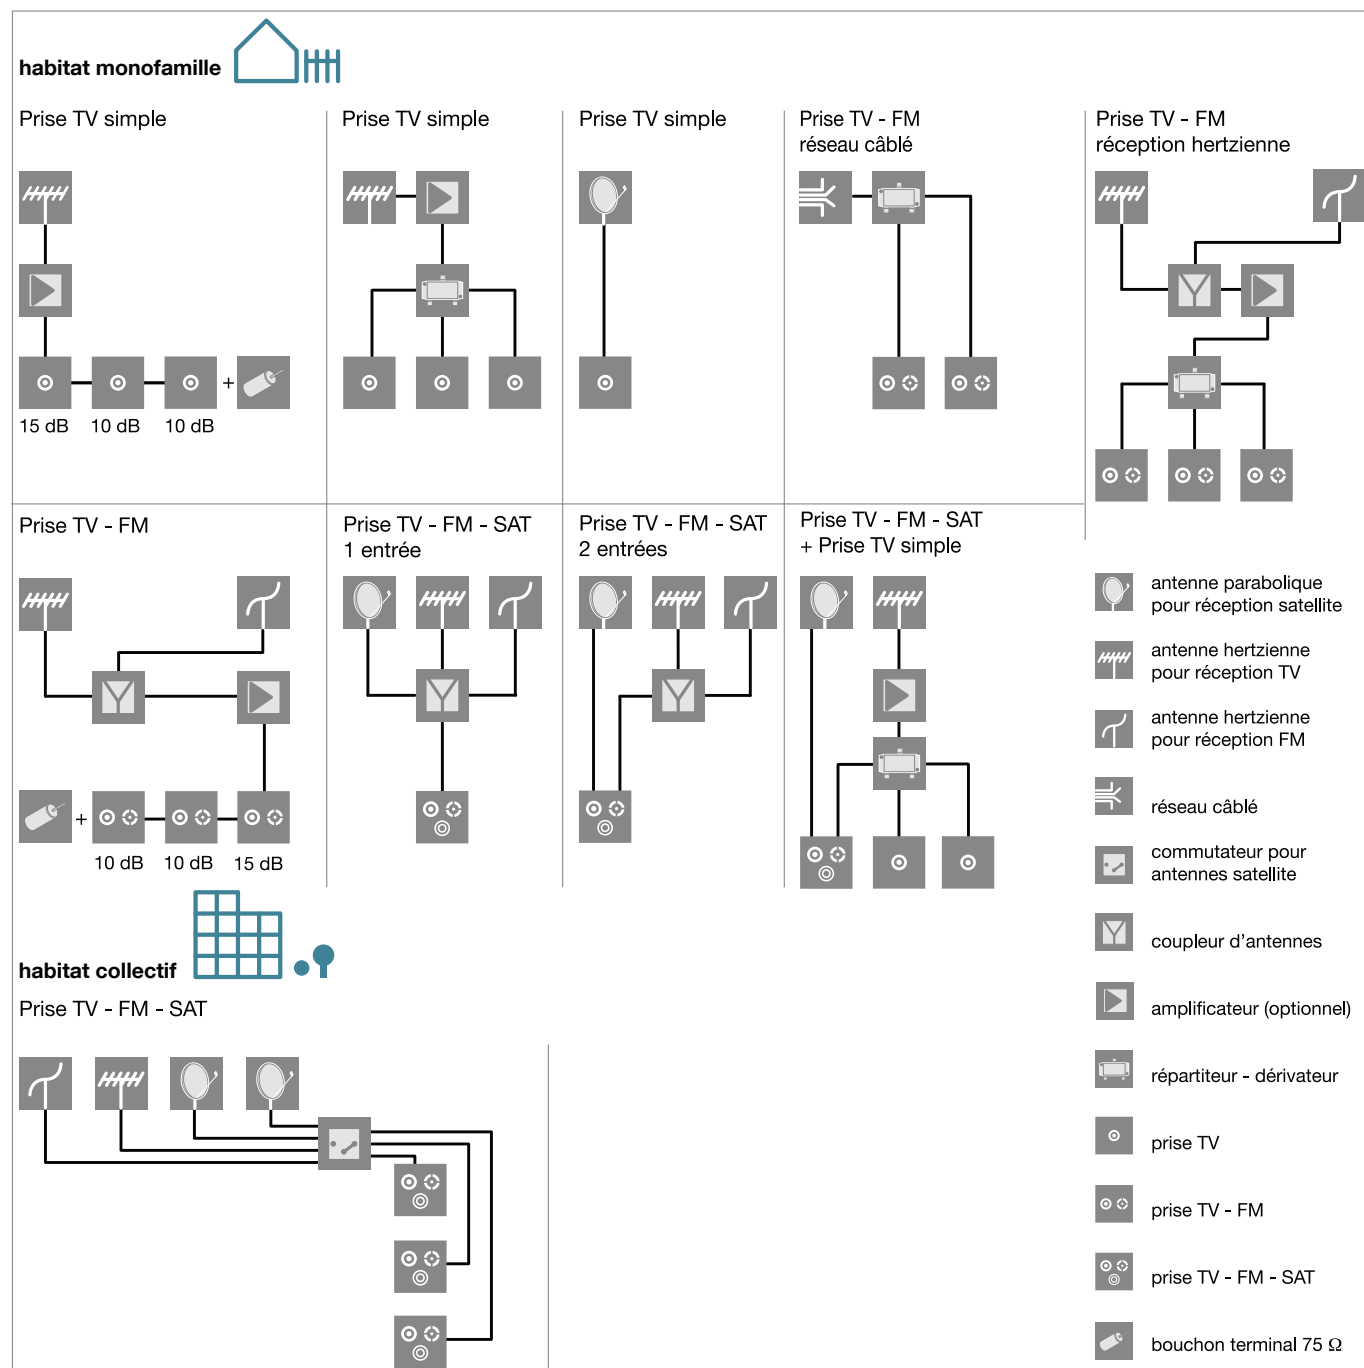 habitat monofamille
Prise TV simple
15 dB 10 dB 10 dB
+
Prise TV simple
Prise TV simple
Prise TV - FM
réseau câblé
Prise TV - FM
réception hertzienne
Prise TV - FM
+
10 dB 10 dB 15 dB
Prise TV - FM - SAT
1 entrée
Prise TV - FM - SAT
2 entrées
Prise TV - FM - SAT
+ Prise TV simple
habitat collectif
Prise TV - FM - SAT
antenne parabolique
pour réception satellite
antenne hertzienne
pour réception TV
antenne hertzienne
pour réception FM
réseau câblé
commutateur pour
antennes satellite
coupleur d’antennes
amplificateur (optionnel)
répartiteur - dérivateur
prise TV
prise TV - FM
prise TV - FM - SAT
bouchon terminal 75 Ω